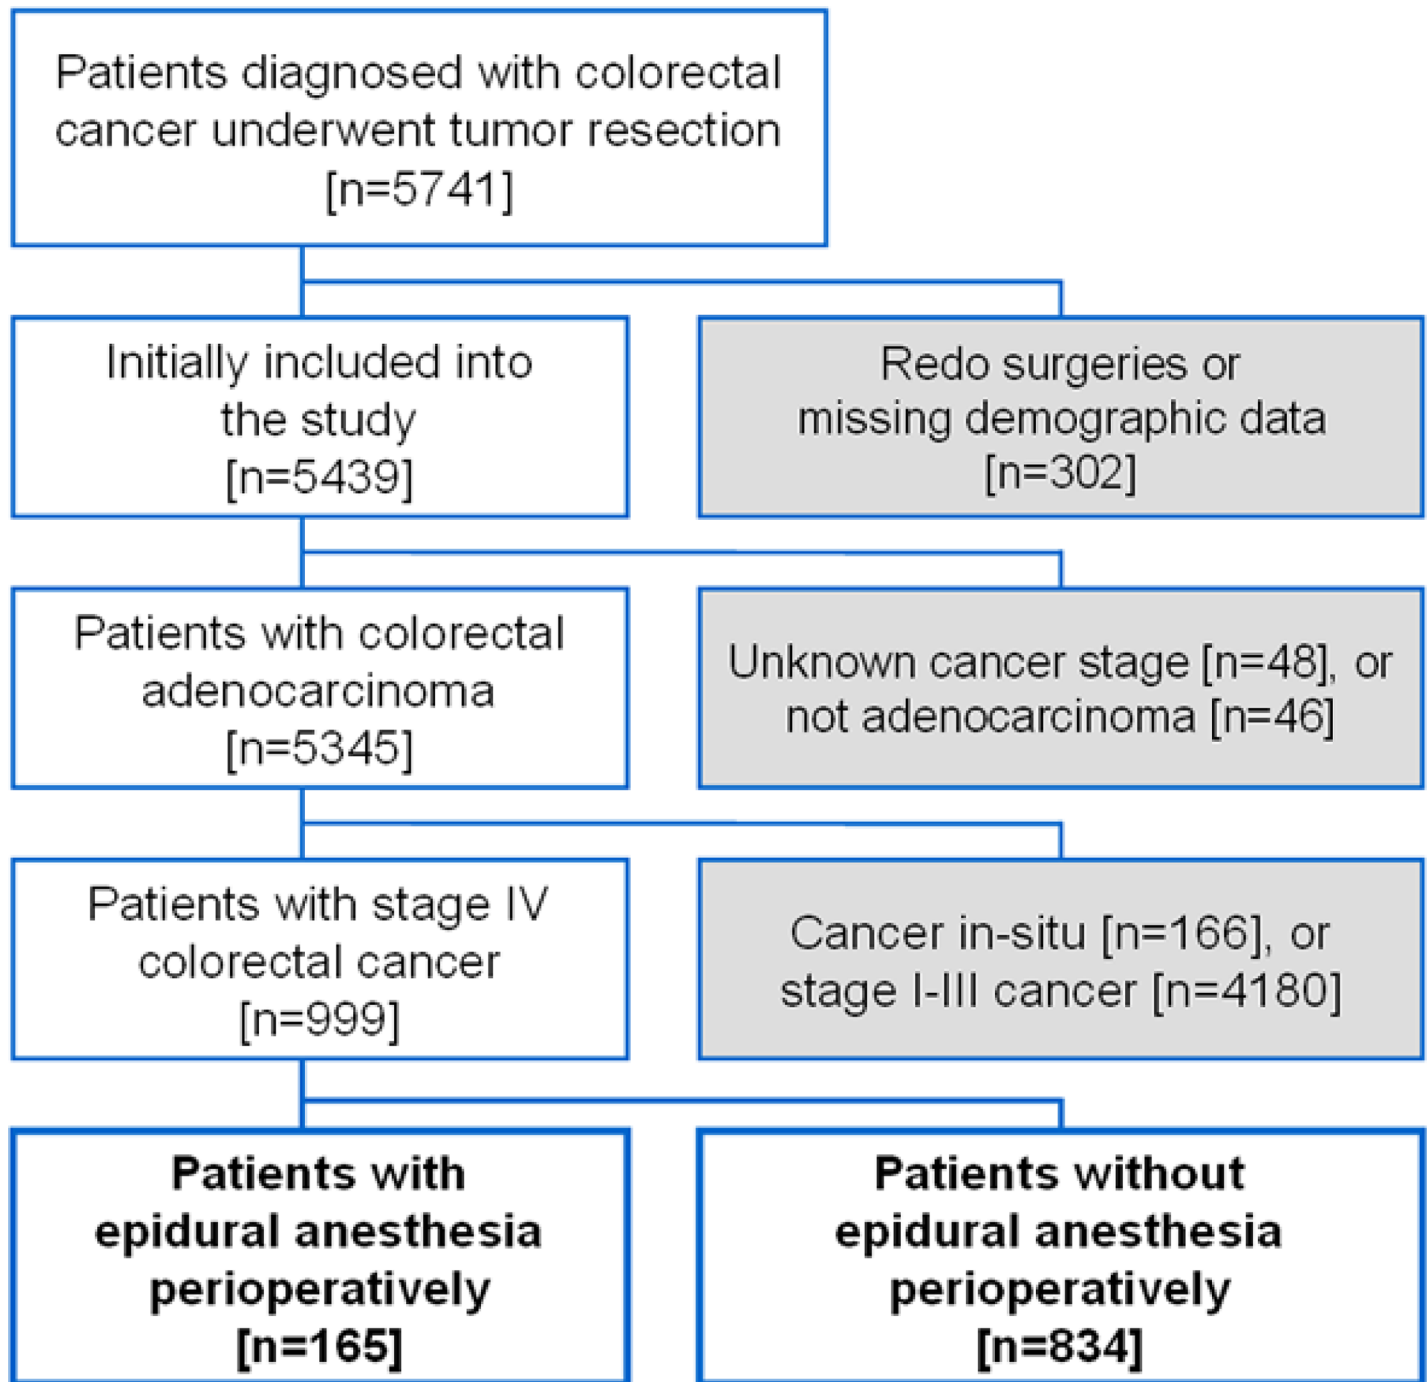 Patients diagnosed with colorectal
cancer underwent tumor resection
[n=5741]
Initially included into
the study
[n=5439]
Redo surgeries or
missing demographic data
[n=302]
Patients with colorectal
adenocarcinoma
[n=5345]
Unknown cancer stage [n=48], or
not adenocarcinoma [n=46]
Patients with stage IV
colorectal cancer
[n=999]
Cancer in-situ [n=166], or
stage I-III cancer [n=4180]
Patients with
epidural anesthesia
perioperatively
[n=165]
Patients without
epidural anesthesia
perioperatively
[n=834]